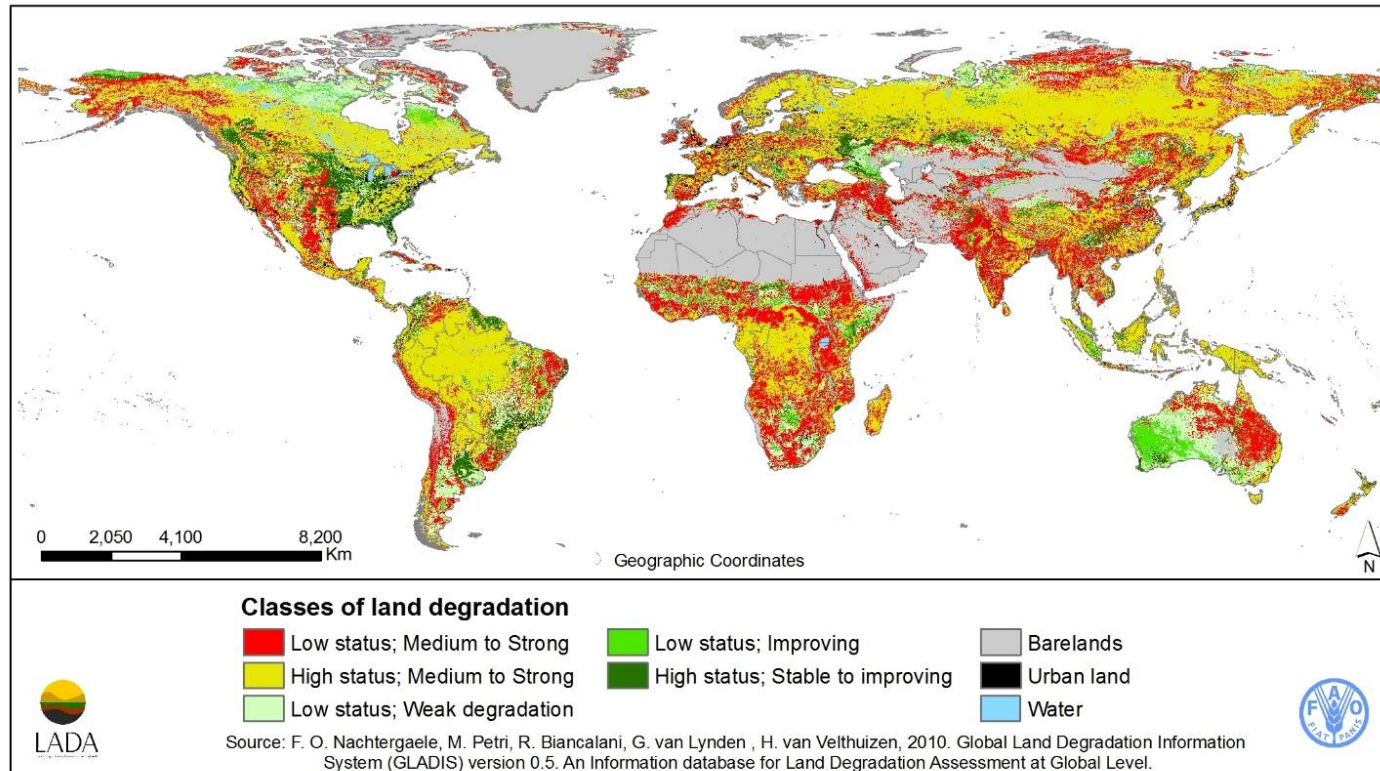 0 2,050 4,100 8,200
Km
Geographic Coordinates
N
Classes of land degradation
Low status; Medium to Strong
High status; Medium to Strong
Low status; Weak degradation
Low status; Improving
High status; Stable to improving
Barelands
Urban land
Water
LADA
F A O
FIAT PANIS
Source: F. O. Nachtergaele, M. Petri, R. Biancalani, G. van Lynden , H. van Velthuizen, 2010. Global Land Degradation Information
System (GLADIS) version 0.5. An Information database for Land Degradation Assessment at Global Level.